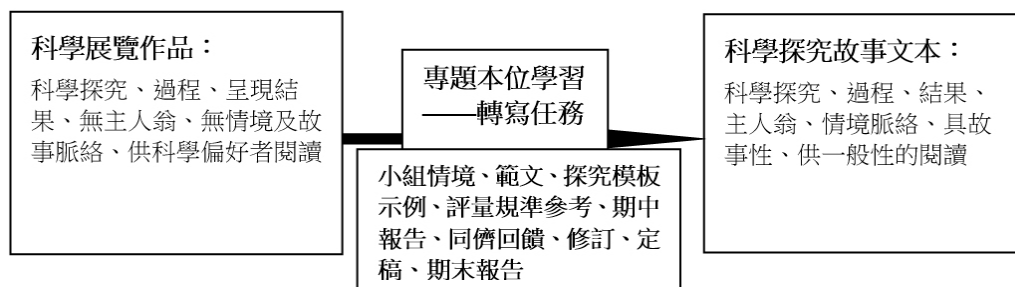 科學展覽作品：
科學探究、過程、呈現結
果、無主人翁、無情境及故
事脈絡、供科學偏好者閱讀
專題本位學習
——轉寫任務
小組情境、範文、探究模板
示例、評量規準參考、期中
報告、同儕回饋、修訂、定
稿、期末報告
科學探究故事文本：
科學探究、過程、結果、
主人翁、情境脈絡、具故
事性、供一般性的閱讀